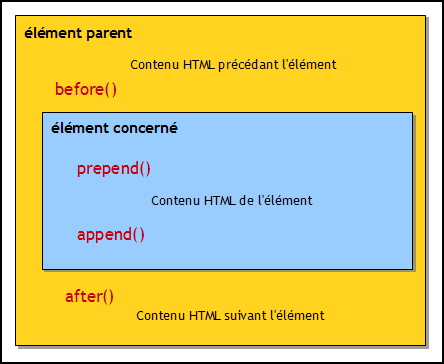 élément parent
Contenu HTML précédant l'élément
before()
élément concerné
prepend()
Contenu HTML de l'élément
append()
after()
Contenu HTML suivant l'élément